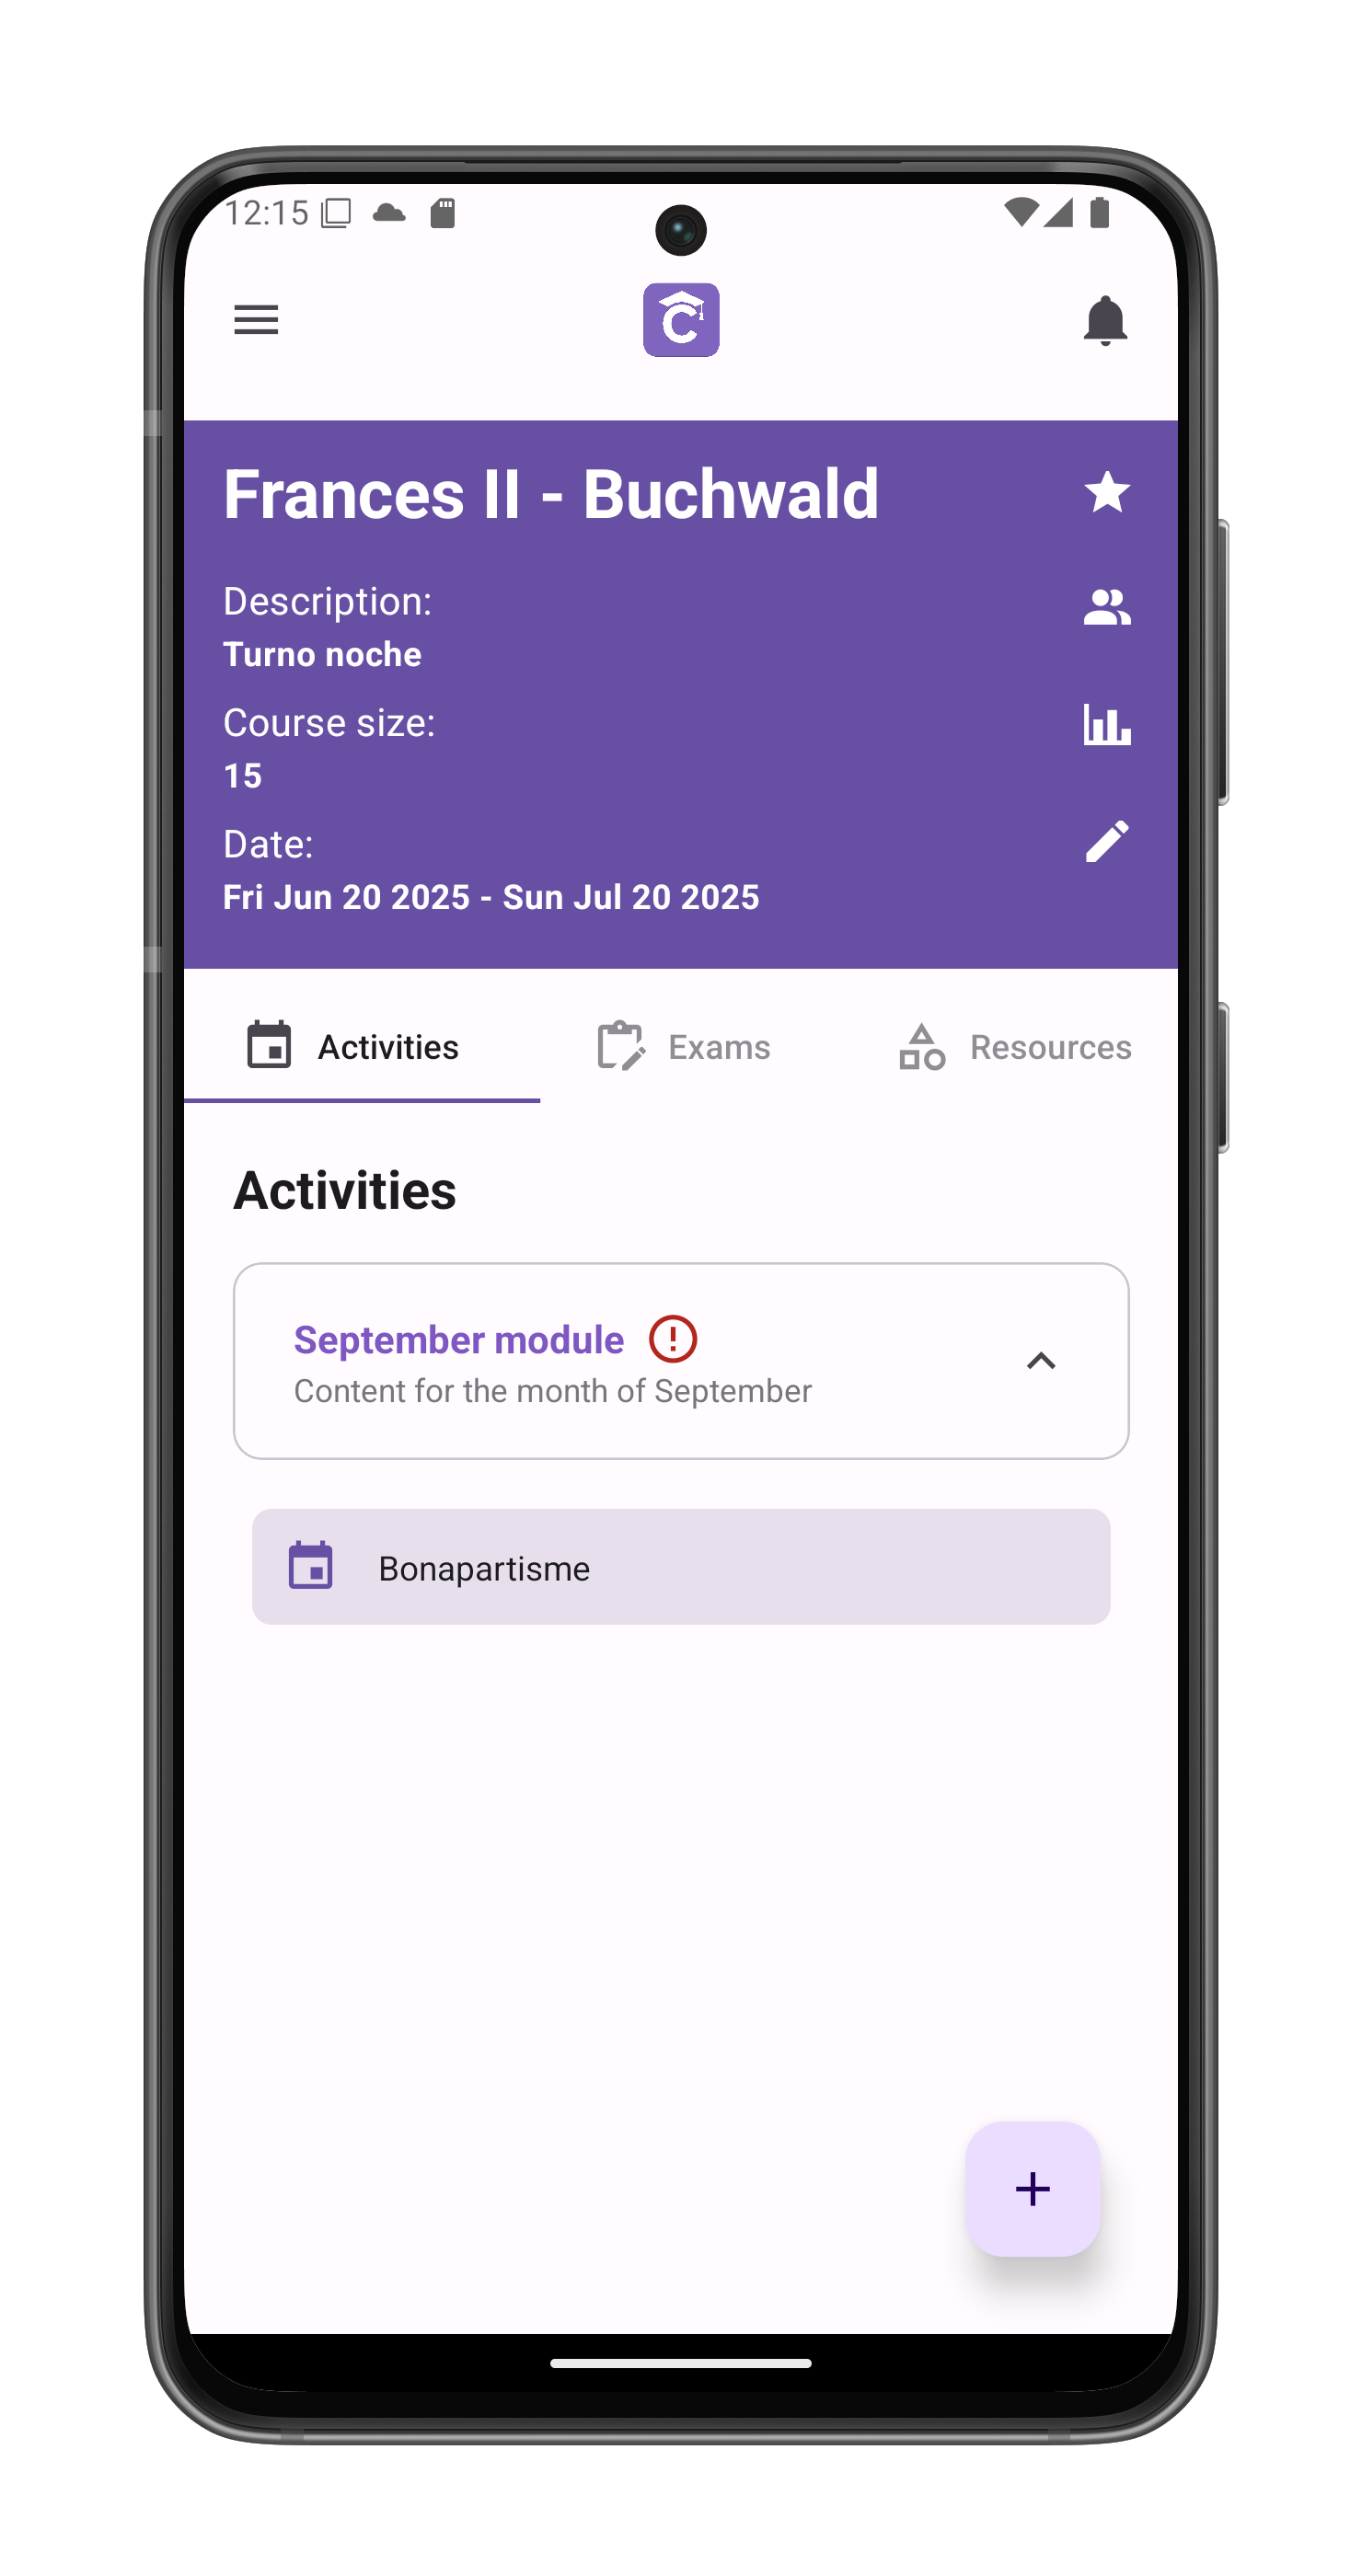 12:15
C
Frances II - Buchwald
Description:
Turno noche
Course size:
15
Date:
Fri Jun 20 2025 - Sun Jul 20 2025
Activities
Exams
Resources
Activities
September module
Content for the month of September
Bonapartisme